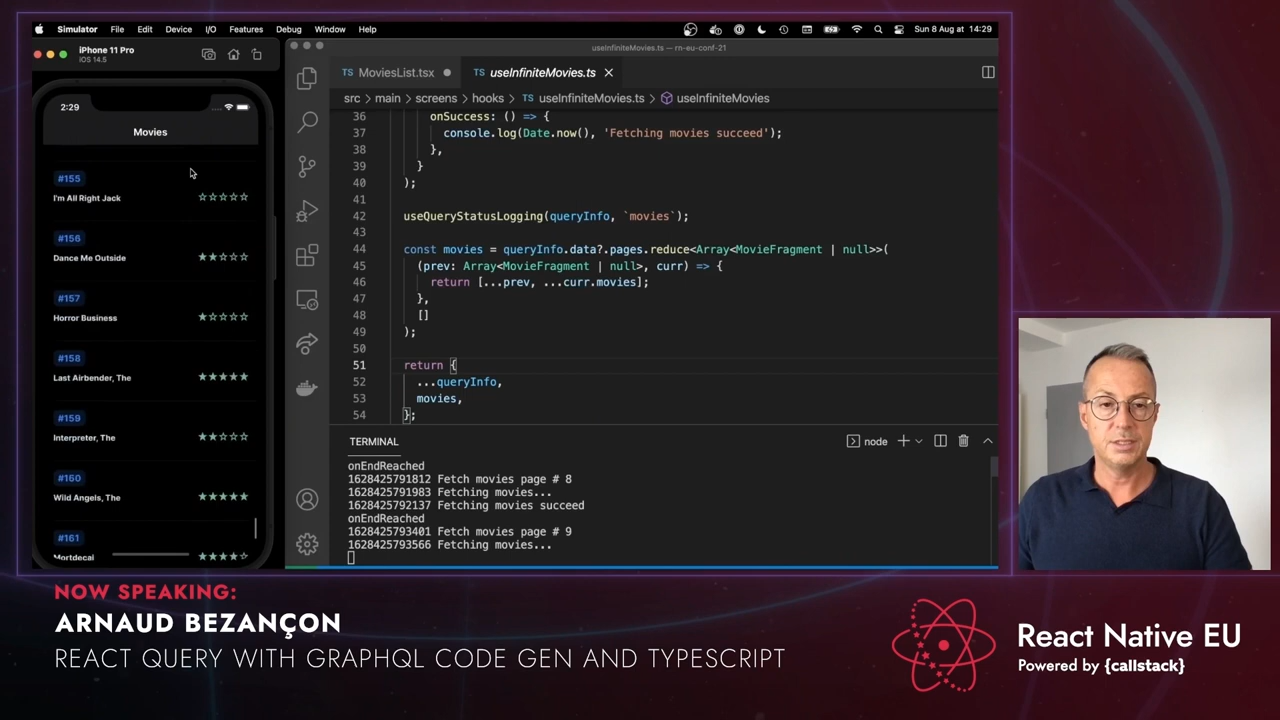 Simulator File Edit View I/O Features Debug Window Help Sun 8 Aug at 14:29
iPhone 11 Pro
iOS 14.5
useInfiniteMovies.ts — rn-eu-conf-21
TS MoviesList.tsx TS useInfiniteMovies.ts
src > main > screens > hooks > TS useInfiniteMovies.ts > useInfiniteMovies
2:29
Movies
#155
I'm All Right Jack
#156
Dance Me Outside
#157
Horror Business
#158
Last Airbender, The
#159
Interpreter, The
#160
Wild Angels, The
#161
Mortdecai
36 onSuccess: () => {
37 console.log(Date.now(), 'Fetching movies succeed');
38 },
39 }
40 );
41
42 useQueryStatusLogging(queryInfo, `movies`);
43
44 const movies = queryInfo.data?.pages.reduce<Array<MovieFragment | null>>(
45 (prev: Array<MovieFragment | null>, curr) => {
46 return [...prev, ...curr.movies];
47 },
48 []
49 );
50
51 return {
52 ...queryInfo,
53 movies,
54 };
TERMINAL node
onEndReached
1628425791812 Fetch movies page # 8
1628425791983 Fetching movies...
1628425792137 Fetching movies succeed
onEndReached
1628425793401 Fetch movies page # 9
1628425793566 Fetching movies...
NOW SPEAKING:
ARNAUD BEZANÇON
REACT QUERY WITH GRAPHQL CODE GEN AND TYPESCRIPT
React Native EU
Powered by {callstack}